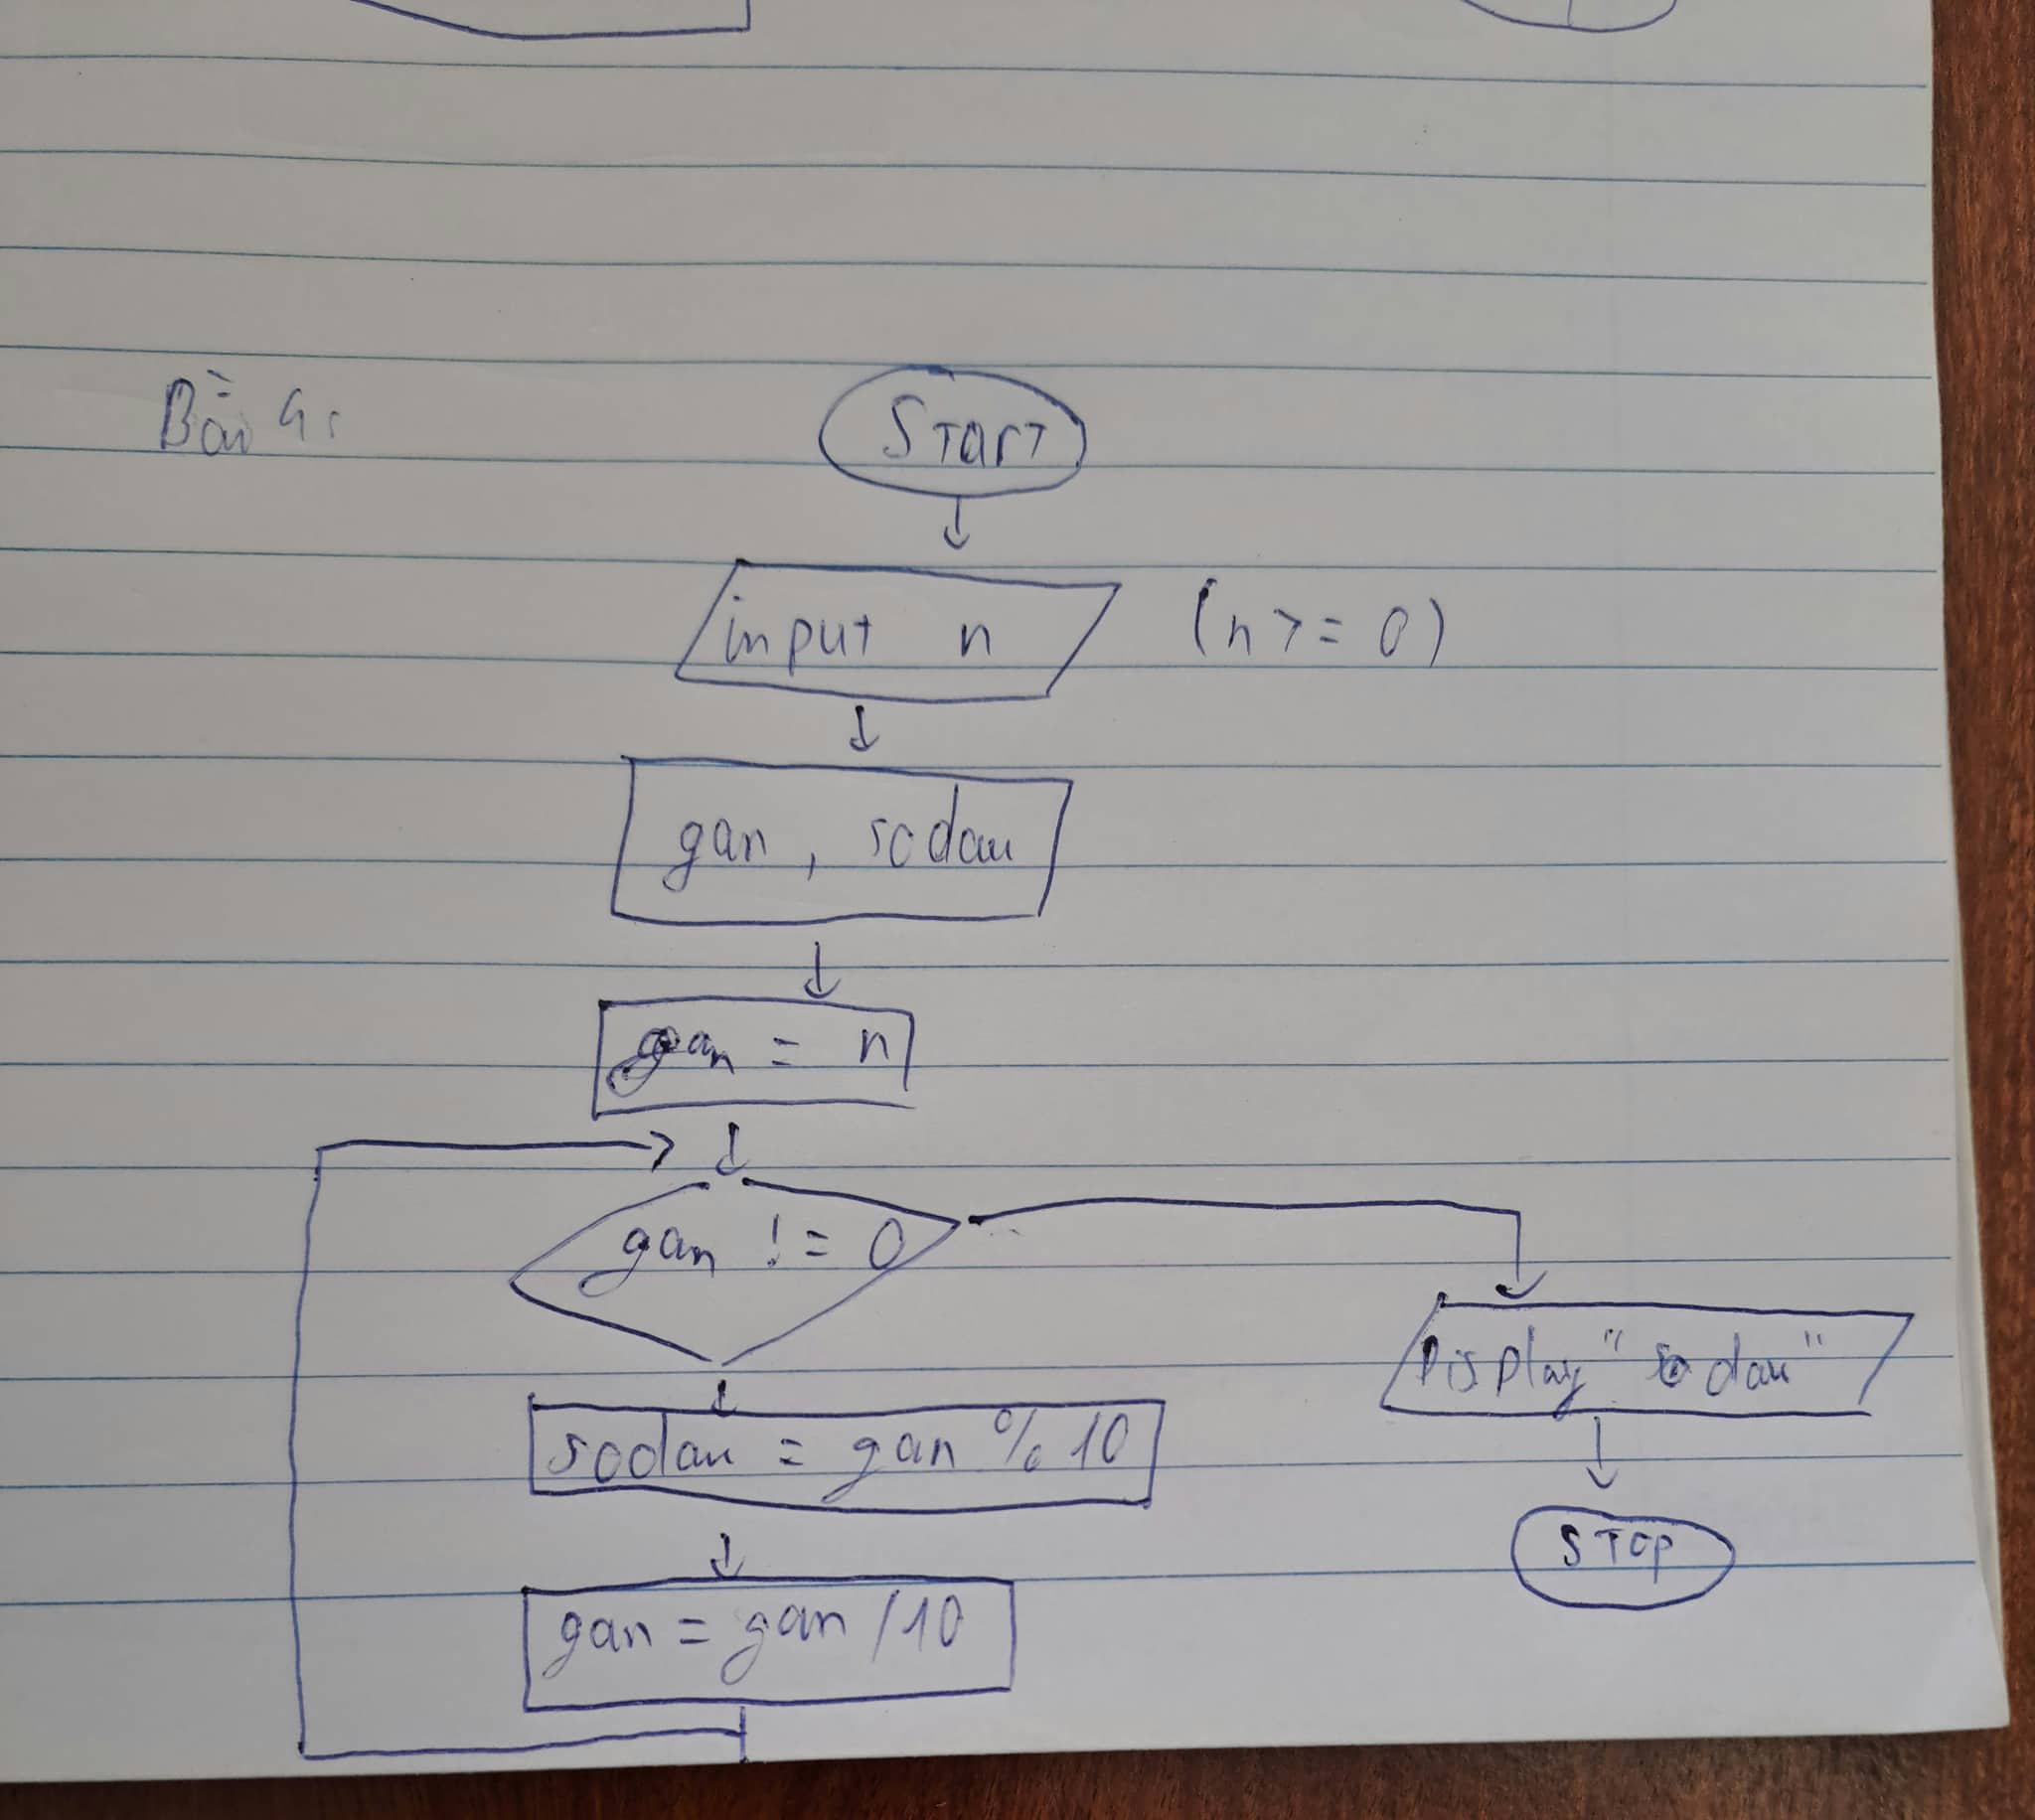 Bài 4:
START
input n (n >= 0)
gan, sodau
gan = n
gan != 0
Display "sodau"
sodau = gan % 10
STOP
gan = gan / 10